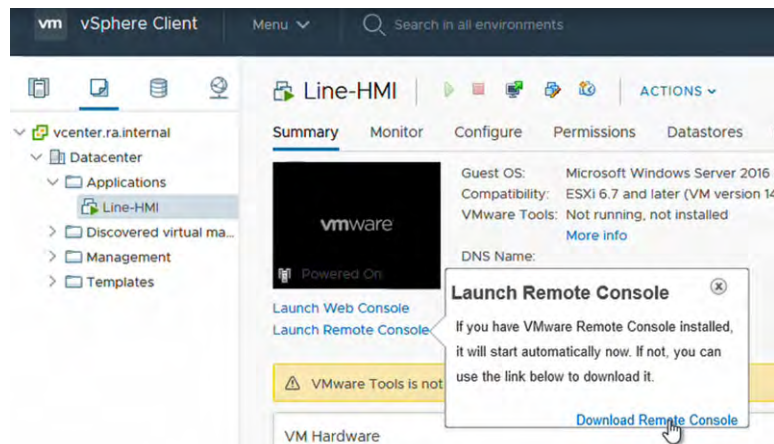 vm vSphere Client Menu Search in all environments
Line-HMI ACTIONS
Summary Monitor Configure Permissions Datastores
vcenter.ra.internal
Datacenter
Applications
Line-HMI
Discovered virtual ma...
Management
Templates
vmware
Powered On
Guest OS: Microsoft Windows Server 2016
Compatibility: ESXi 6.7 and later (VM version 14
VMware Tools: Not running, not installed
More info
DNS Name:
Launch Web Console
Launch Remote Console
Launch Remote Console
If you have VMware Remote Console installed,
it will start automatically now. If not, you can
use the link below to download it.
Download Remote Console
VMware Tools is not
VM Hardware